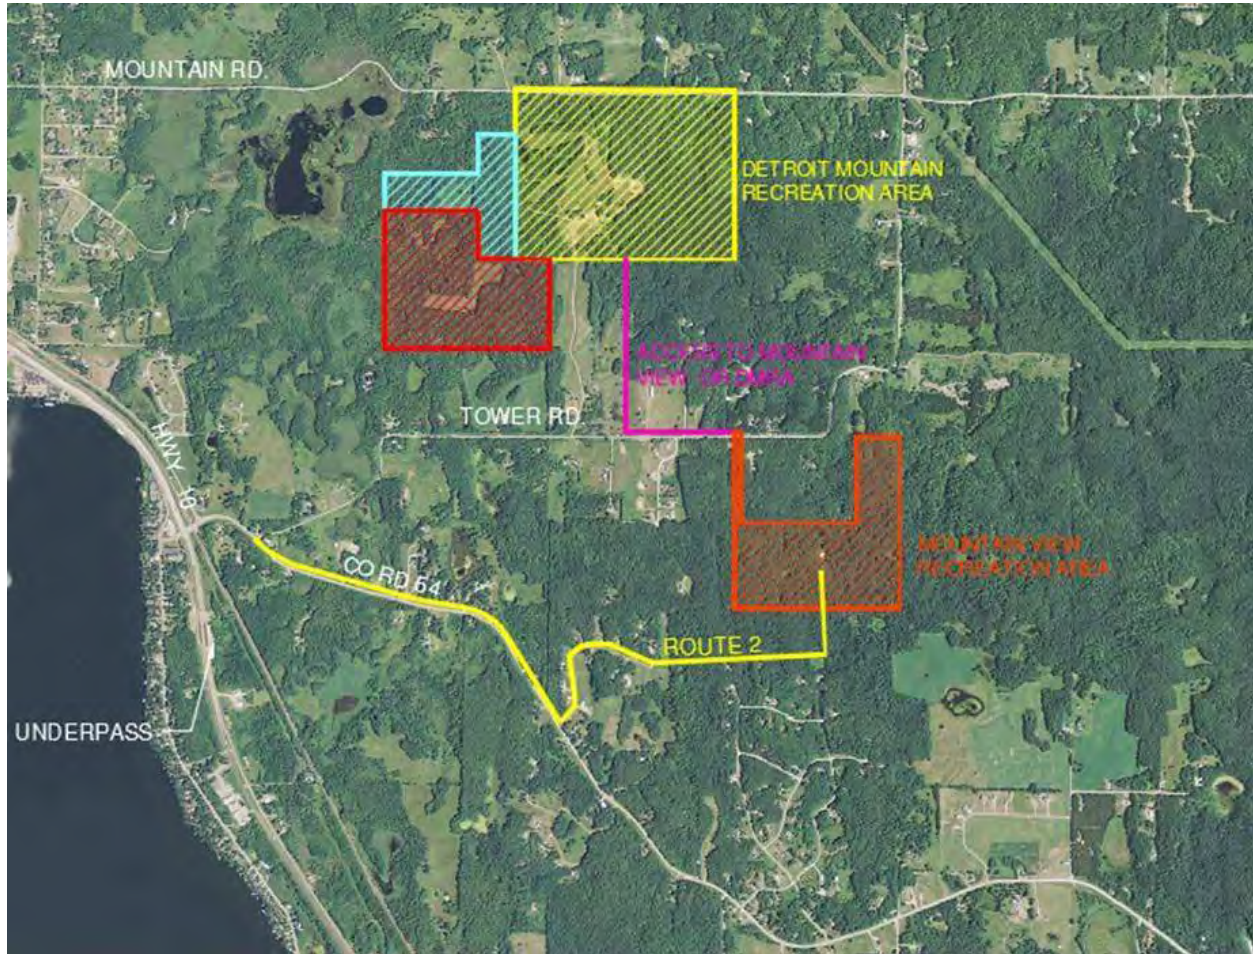 MOUNTAIN RD.
DETROIT MOUNTAIN
RECREATION AREA
ACCESS TO MOUNTAIN
VIEW OR DMRA
TOWER RD.
HWY - 10
CO RD 54
MOUNTAIN VIEW
RECREATION AREA
ROUTE 2
UNDERPASS